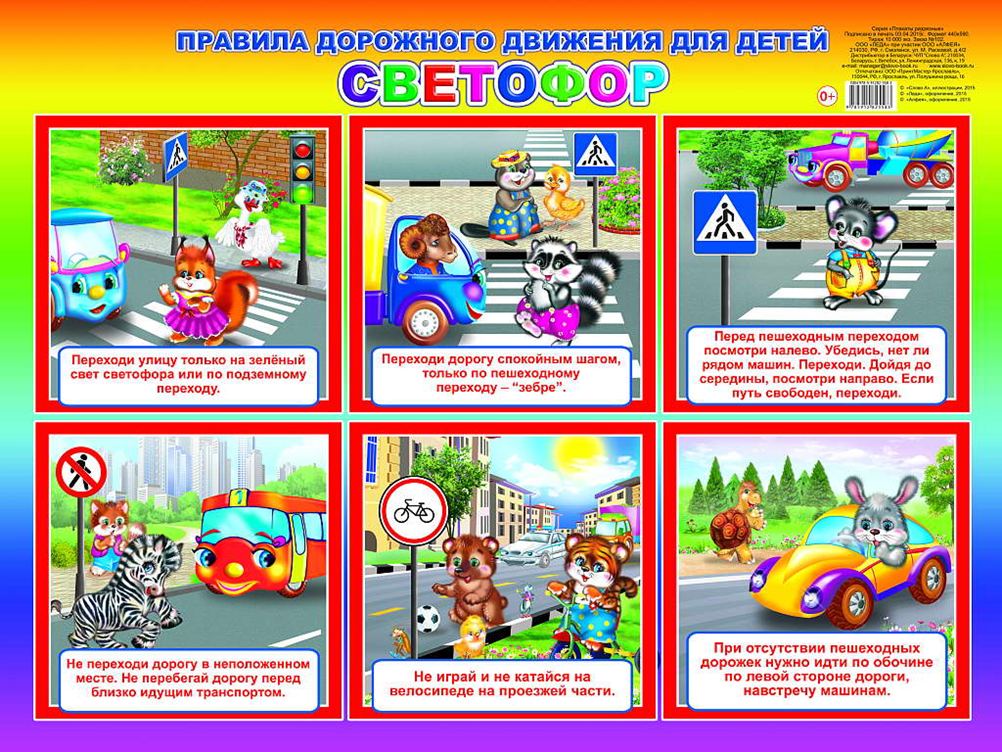 ПРАВИЛА ДОРОЖНОГО ДВИЖЕНИЯ ДЛЯ ДЕТЕЙ
СВЕТОФОР
0+
Переходи улицу только на зелёный
свет светофора или по подземному
переходу.
Переходи дорогу спокойным шагом,
только по пешеходному
переходу – “зебре”.
Перед пешеходным переходом
посмотри налево. Убедись, нет ли
рядом машин. Переходи. Дойдя до
середины, посмотри направо. Если
путь свободен, переходи.
Не переходи дорогу в неположенном
месте. Не перебегай дорогу перед
близко идущим транспортом.
Не играй и не катайся на
велосипеде на проезжей части.
При отсутствии пешеходных
дорожек нужно идти по обочине
по левой стороне дороги,
навстречу машинам.